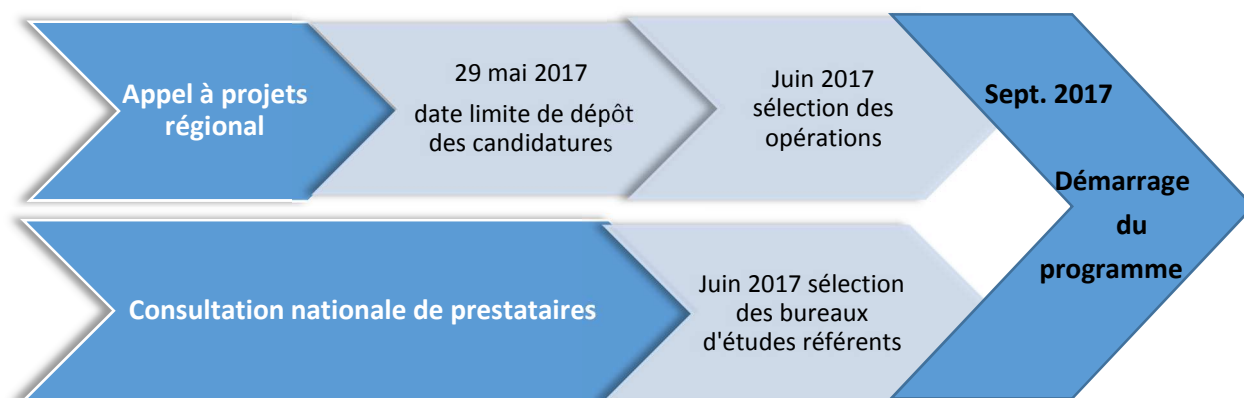 Appel à projets
régional
29 mai 2017
date limite de dépôt
des candidatures
Juin 2017
sélection des
opérations
Sept. 2017
Démarrage
du
programme
Consultation nationale de prestataires
Juin 2017 sélection
des bureaux
d'études référents